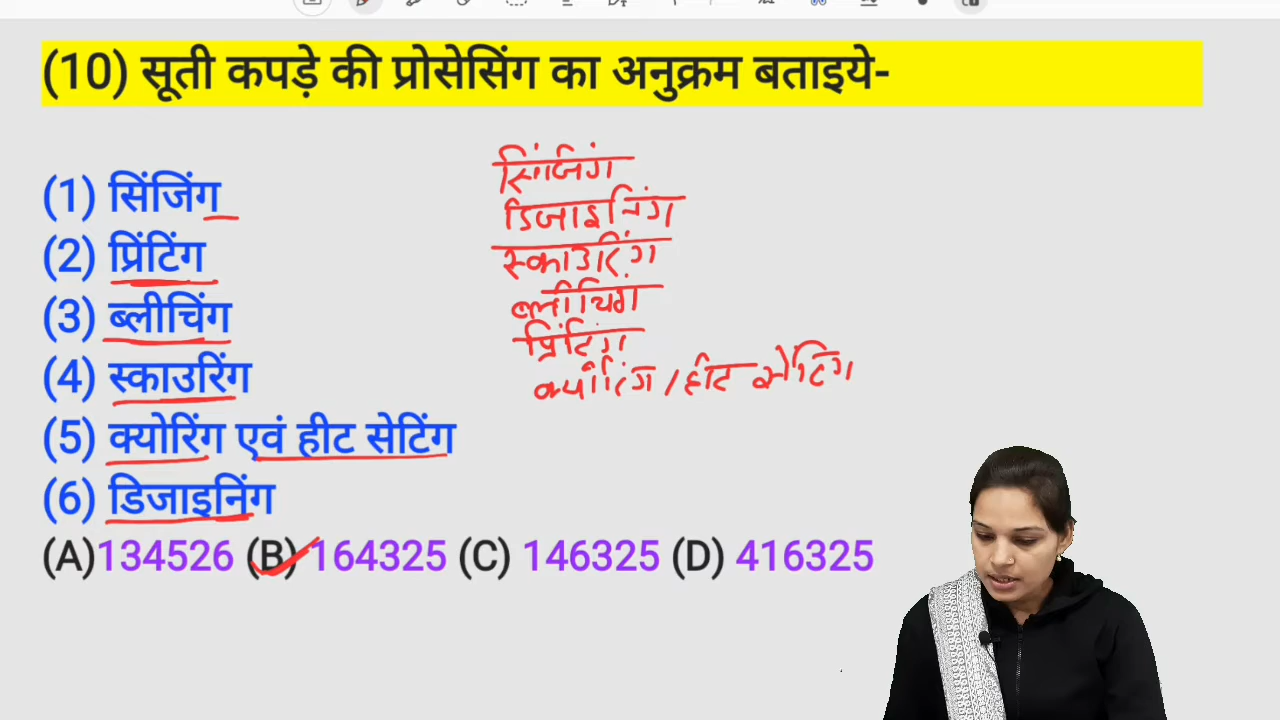 (10) सूती कपड़े की प्रोसेसिंग का अनुक्रम बताइये-
(1) सिंजिंग
(2) प्रिंटिंग
(3) ब्लीचिंग
(4) स्काउरिंग
(5) क्योरिंग एवं हीट सेटिंग
(6) डिजाइनिंग
(A)134526 (B) 164325 (C) 146325 (D) 416325
सिंजिंग
डिजाइनिंग
स्काउरिंग
ब्लीचिंग
प्रिंटिंग
क्योरिंग / हीट सेटिंग